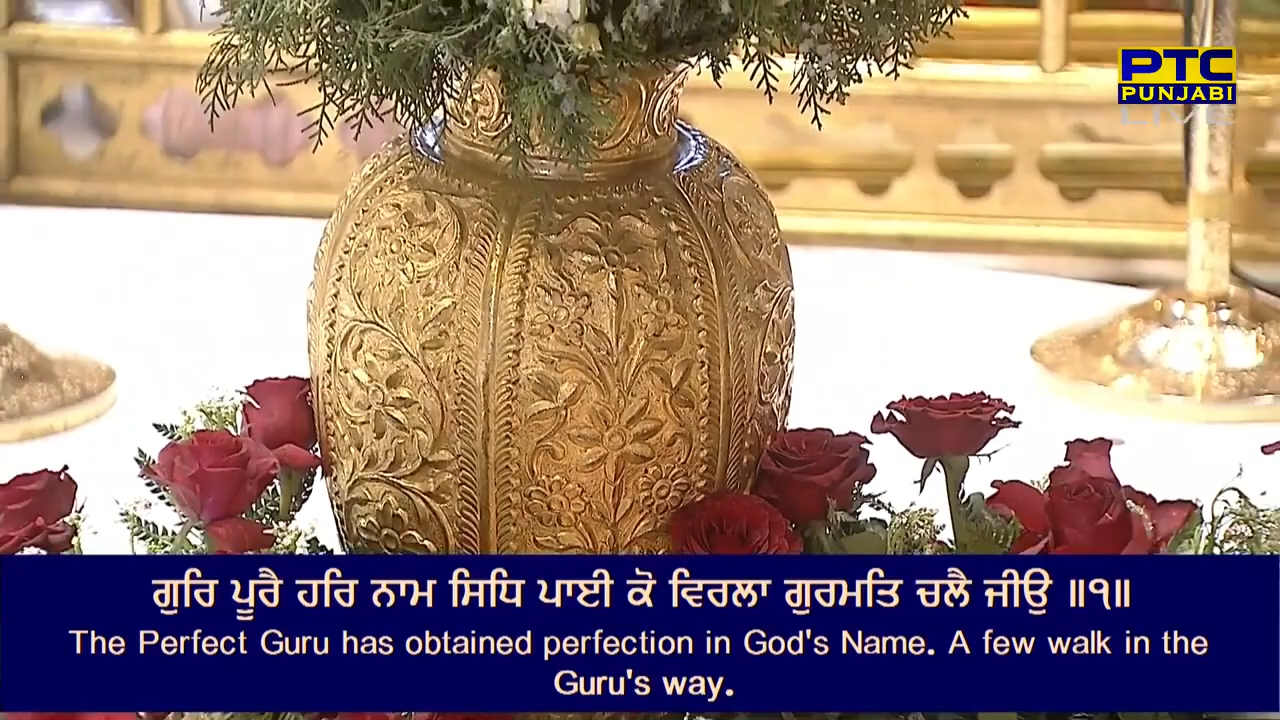 PTC
PUNJABI
LIVE
ਗੁਰਿ ਪੂਰੈ ਹਰਿ ਨਾਮ ਸਿਧਿ ਪਾਈ ਕੋ ਵਿਰਲਾ ਗੁਰਮਤਿ ਚਲੈ ਜੀਉ ॥੧॥
The Perfect Guru has obtained perfection in God's Name. A few walk in the
Guru's way.